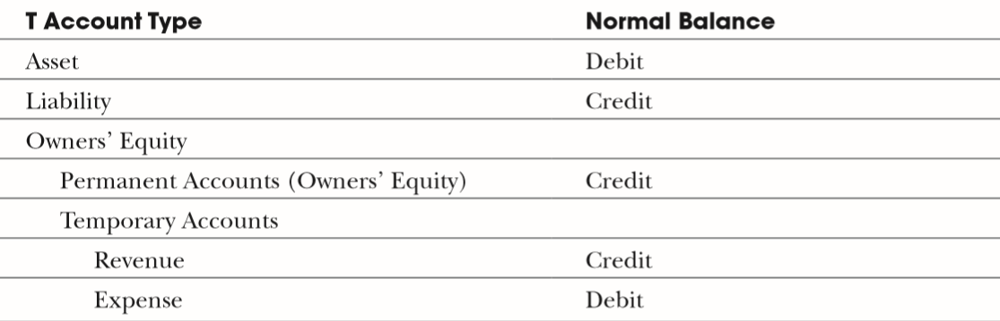 T Account Type Normal Balance
Asset Debit
Liability Credit
Owners’ Equity
Permanent Accounts (Owners’ Equity) Credit
Temporary Accounts
Revenue Credit
Expense Debit